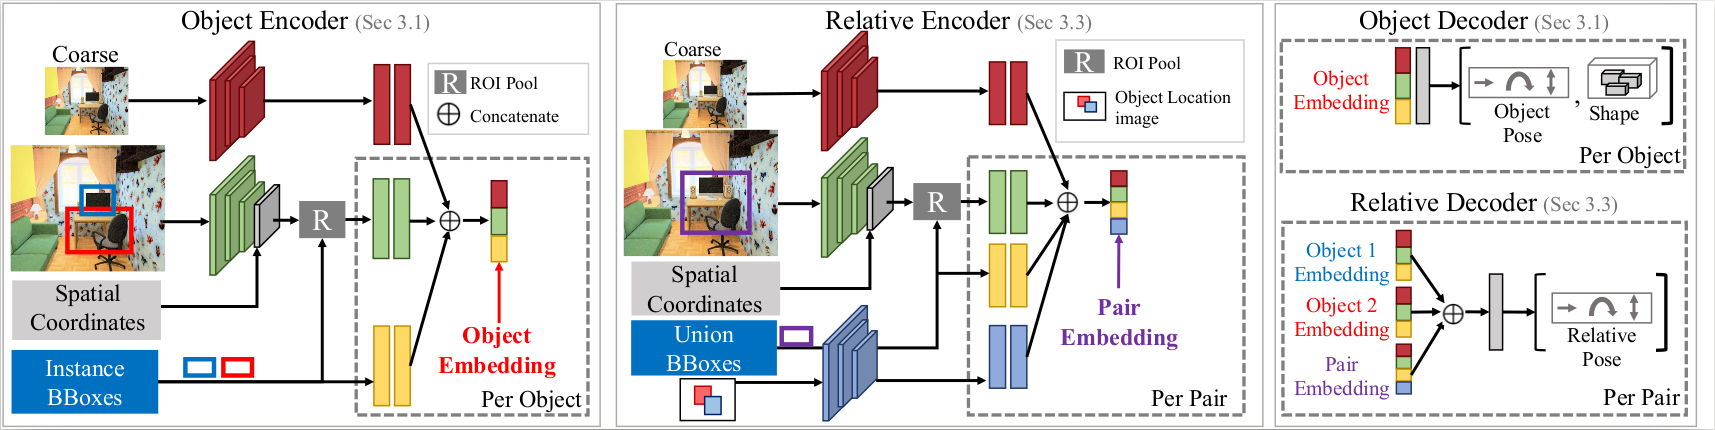 Object Encoder (Sec 3.1)
Coarse
R ROI Pool
Concatenate
R
Spatial
Coordinates
Instance
BBoxes
Object
Embedding
Per Object
Relative Encoder (Sec 3.3)
Coarse
R ROI Pool
Object Location
image
R
Spatial
Coordinates
Union
BBoxes
Pair
Embedding
Per Pair
Object Decoder (Sec 3.1)
Object
Embedding
Object
Pose
,
Shape
Per Object
Relative Decoder (Sec 3.3)
Object 1
Embedding
Object 2
Embedding
Pair
Embedding
Relative
Pose
Per Pair